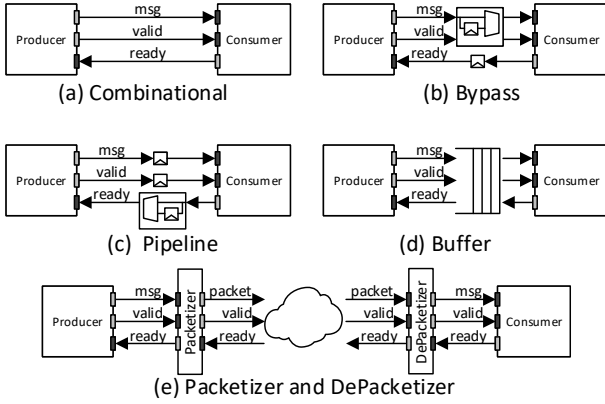 Producer
msg
valid
ready
Consumer
(a) Combinational
Producer
msg
valid
ready
Consumer
(b) Bypass
Producer
msg
valid
ready
Consumer
(c) Pipeline
Producer
msg
valid
ready
Consumer
(d) Buffer
Producer
msg
valid
ready
Packetizer
packet
valid
ready
packet
valid
ready
DePacketizer
msg
valid
ready
Consumer
(e) Packetizer and DePacketizer